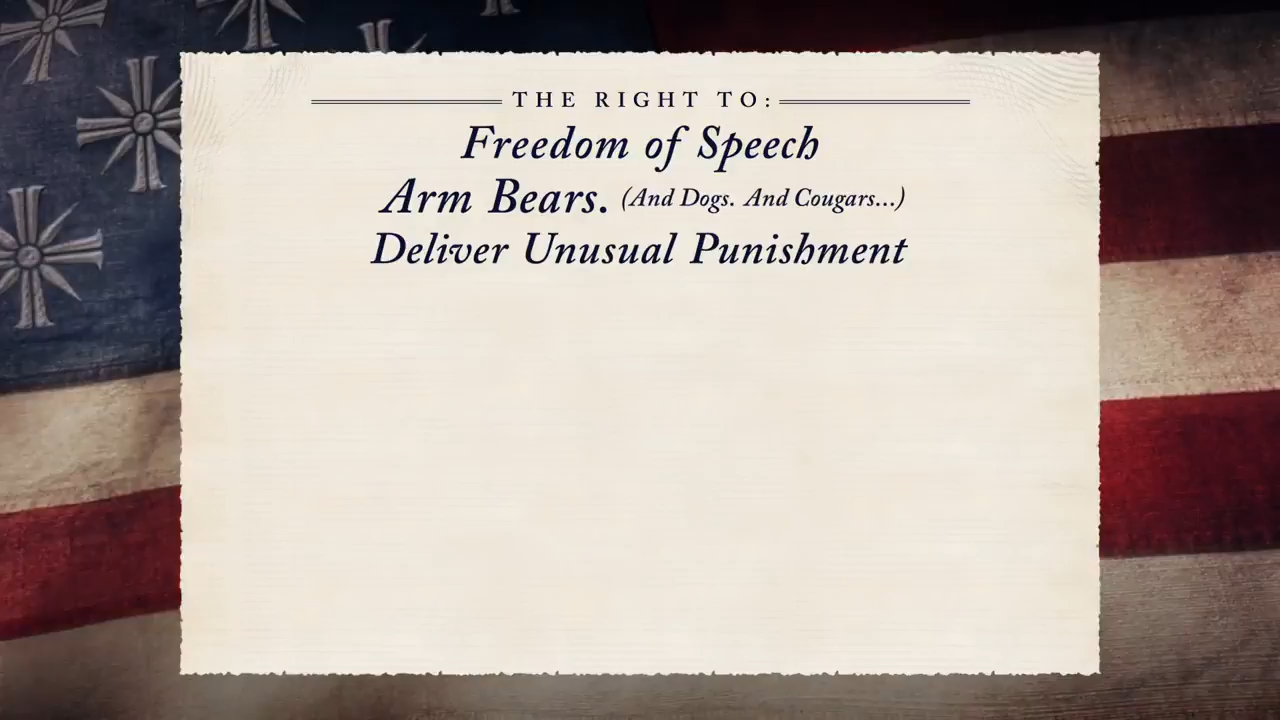 THE RIGHT TO:
Freedom of Speech
Arm Bears. (And Dogs. And Cougars...)
Deliver Unusual Punishment